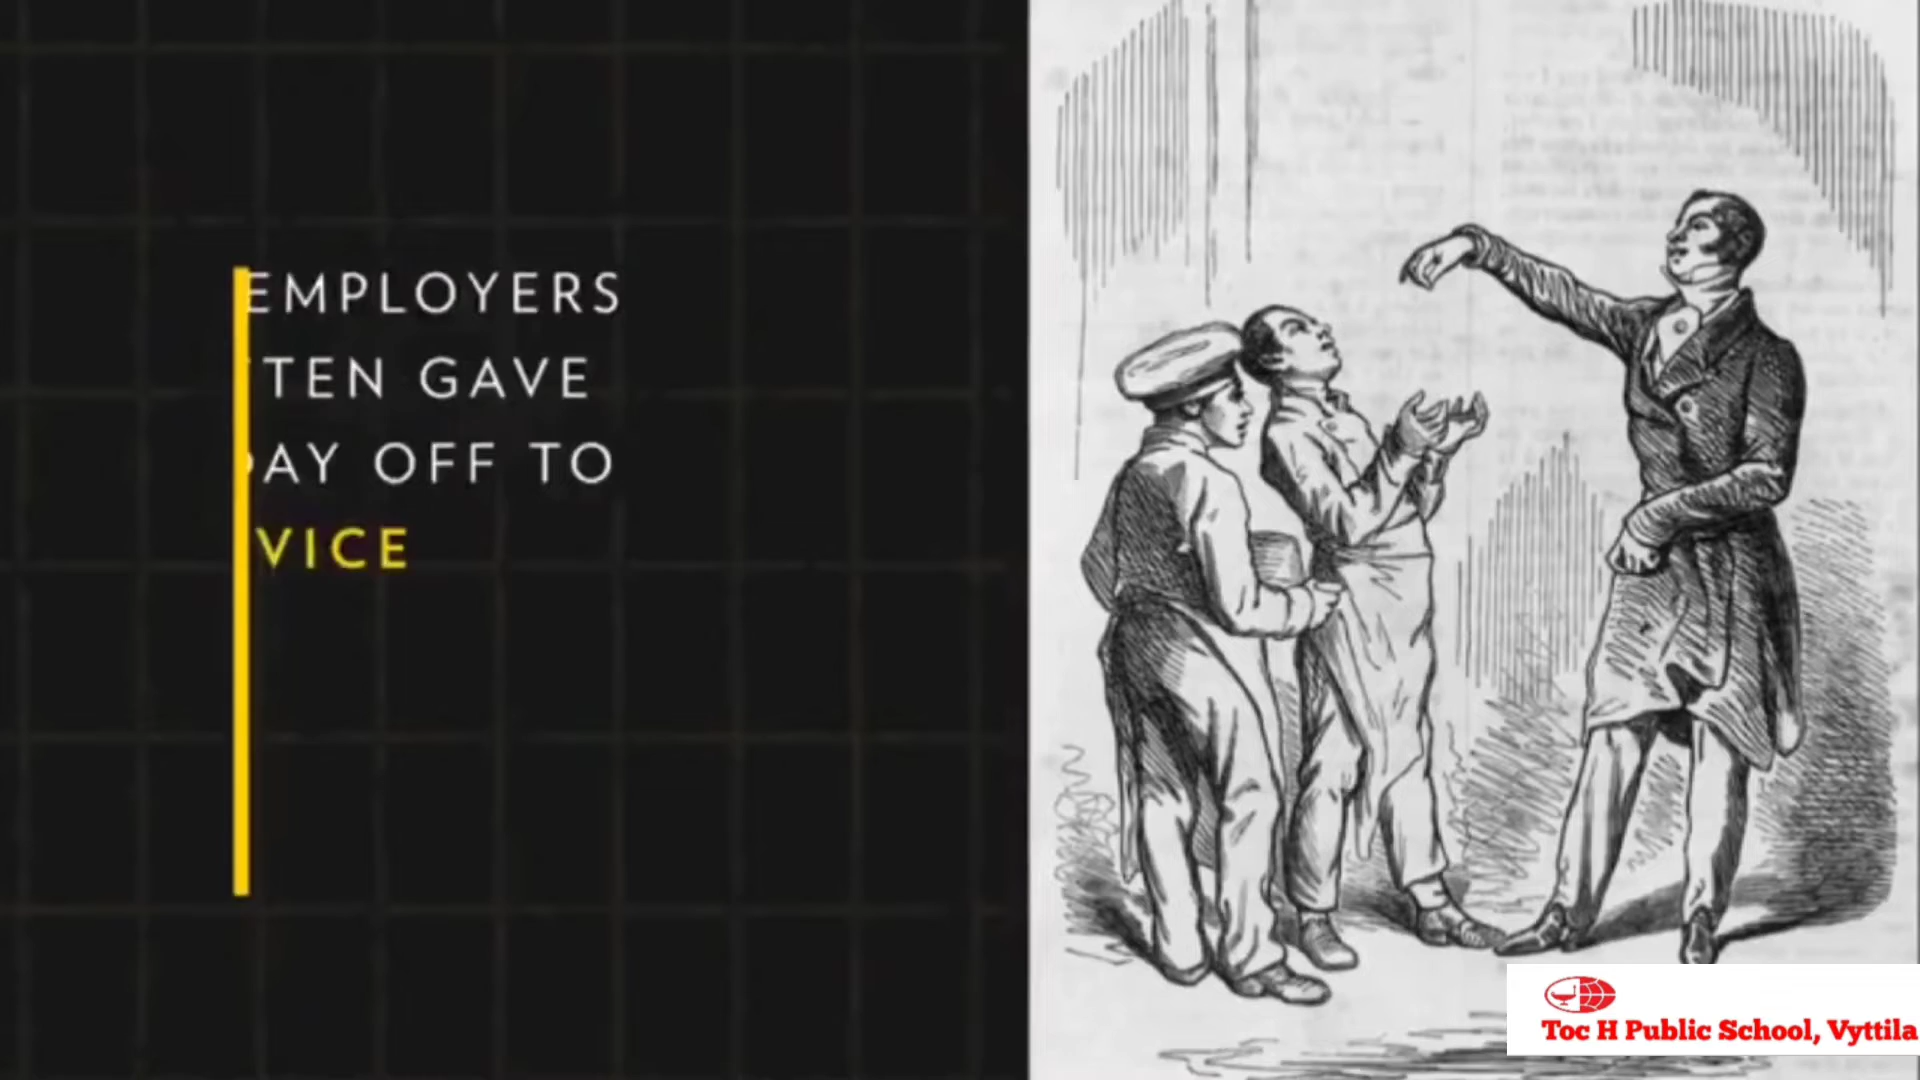 EMPLOYERS
TEN GAVE
AY OFF TO
VICE
Toc H Public School, Vyttila